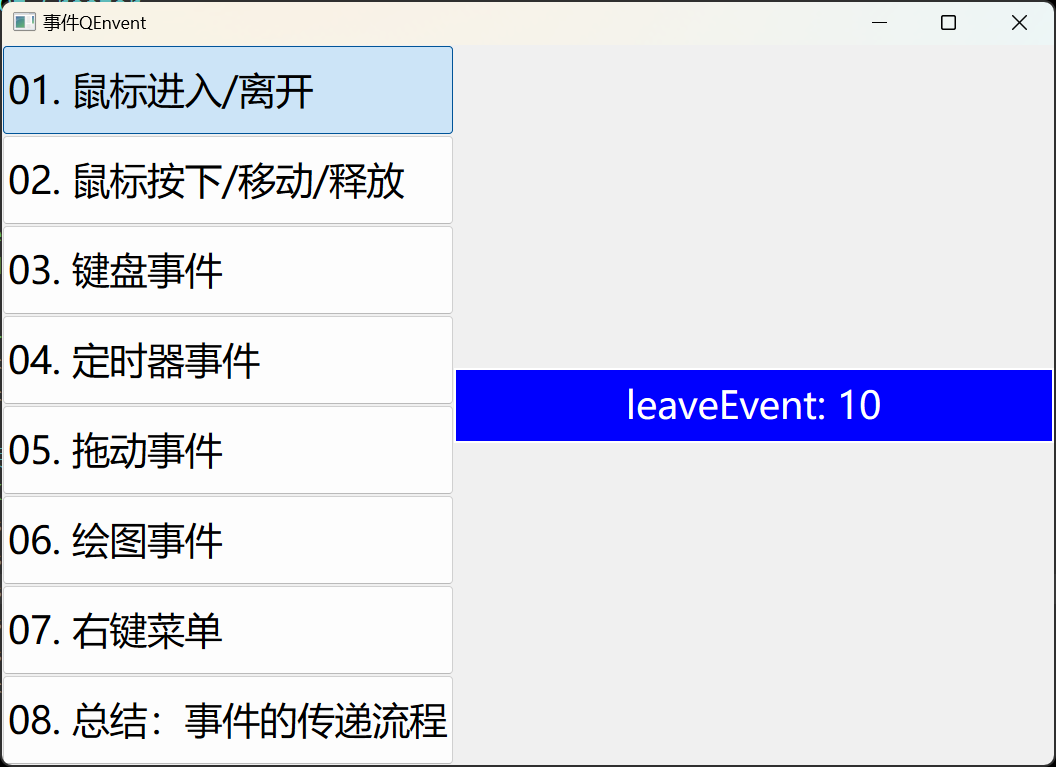 事件QEnvent
01. 鼠标进入/离开
02. 鼠标按下/移动/释放
03. 键盘事件
04. 定时器事件
05. 拖动事件
06. 绘图事件
07. 右键菜单
08. 总结：事件的传递流程
leaveEvent: 10